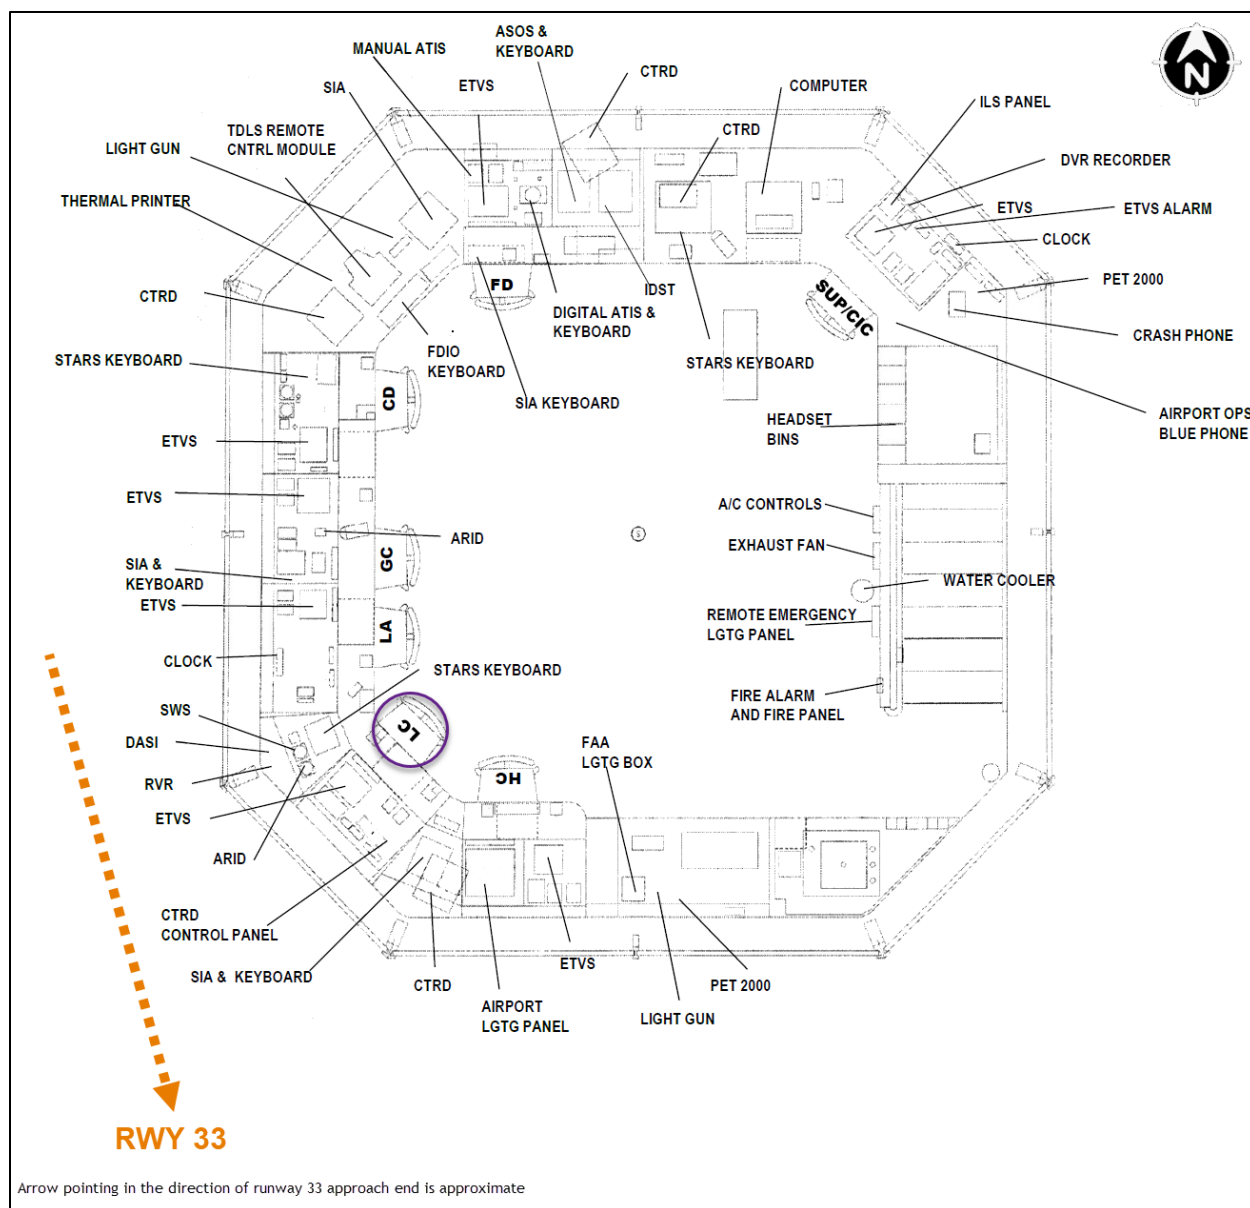 ASOS &
KEYBOARD
MANUAL ATIS
CTRD
ETVS
SIA
COMPUTER
ILS PANEL
TDLS REMOTE
CNTRL MODULE
CTRD
LIGHT GUN
DVR RECORDER
THERMAL PRINTER
ETVS
ETVS ALARM
CLOCK
PET 2000
FD
IDST
SUP/CIC
CTRD
DIGITAL ATIS &
KEYBOARD
CRASH PHONE
STARS KEYBOARD
FDIO
KEYBOARD
STARS KEYBOARD
CD
SIA KEYBOARD
AIRPORT OPS
BLUE PHONE
HEADSET
BINS
ETVS
ETVS
A/C CONTROLS
ARID
EXHAUST FAN
GC
SIA &
KEYBOARD
WATER COOLER
ETVS
REMOTE EMERGENCY
LGTG PANEL
LA
CLOCK
STARS KEYBOARD
FIRE ALARM
AND FIRE PANEL
SWS
LC
DASI
FAA
LGTG BOX
RVR
HC
ETVS
ARID
CTRD
CONTROL PANEL
SIA & KEYBOARD
CTRD
ETVS
PET 2000
AIRPORT
LGTG PANEL
LIGHT GUN
RWY 33
Arrow pointing in the direction of runway 33 approach end is approximate
N
S